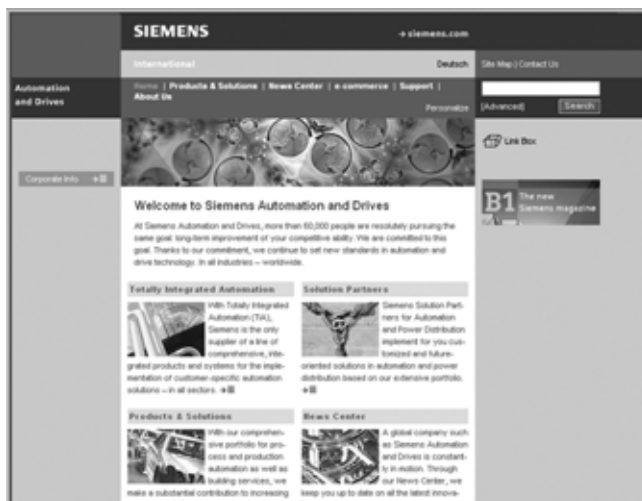 SIEMENS
→ siemens.com
International
Deutsch
Site Map | Contact Us
Automation
and Drives
Home | Products & Solutions | News Center | e-commerce | Support |
About Us
Personalize
[Advanced]
Search
Link Box
Corporate Info
B1 The new
Siemens magazine
Welcome to Siemens Automation and Drives
At Siemens Automation and Drives, more than 60,000 people are resolutely pursuing the
same goal: long-term improvement of your competitive ability. We are committed to this
goal. Thanks to our commitment, we continue to set new standards in automation and
drive technology. In all industries – worldwide.
Totally Integrated Automation
With Totally Integrated
Automation (TIA),
Siemens is the only
supplier of a line of
comprehensive, inte-
grated products and systems for the imple-
mentation of customer-specific automation
solutions – in all sectors.
Solution Partners
Siemens Solution Part-
ners for Automation
and Power Distribution
implement for you cus-
tomized and future-
oriented solutions in automation and power
distribution based on our extensive portfolio.
Products & Solutions
With our comprehen-
sive portfolio for pro-
cess and production
automation as well as
building services, we
make a substantial contribution to increasing
News Center
A global company such
as Siemens Automation
and Drives is constant-
ly in motion. Through
our News Center, we
keep you up to date on all the latest innova-